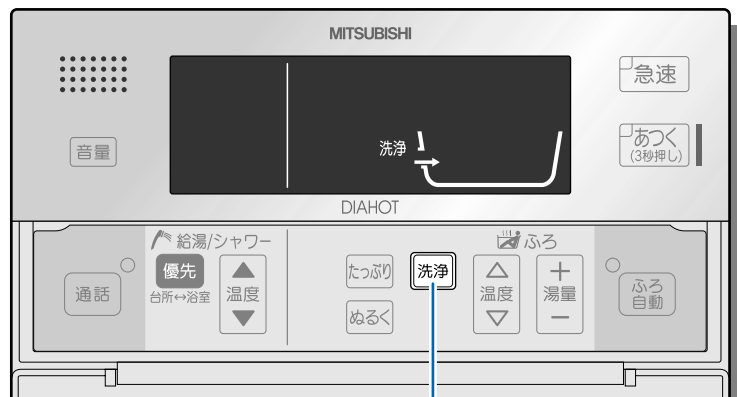 MITSUBISHI
急速
音量
洗浄
あつく
(3秒押し)
DIAHOT
給湯/シャワー
ふろ
通話
優先
台所↔浴室
温度
たっぷり
洗浄
ぬるく
温度
湯量
ふろ
自動